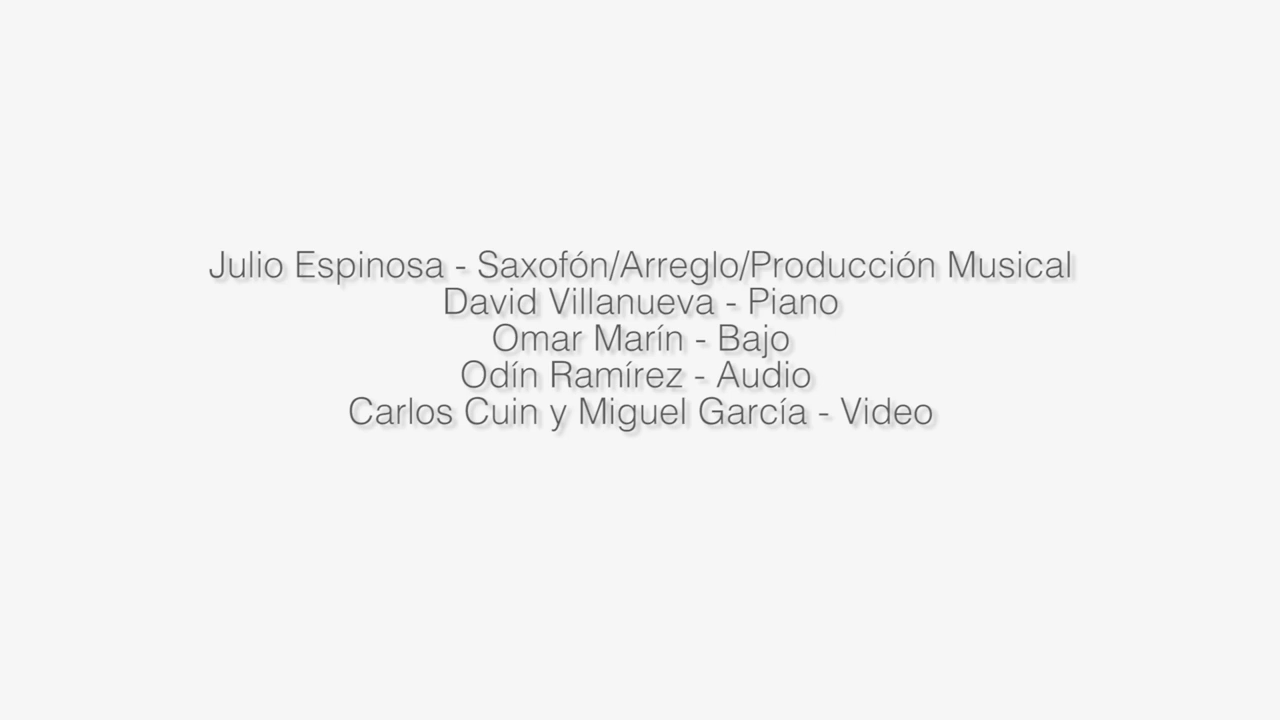 Julio Espinosa - Saxofón/Arreglo/Producción Musical
David Villanueva - Piano
Omar Marín - Bajo
Odín Ramírez - Audio
Carlos Cuin y Miguel García - Video